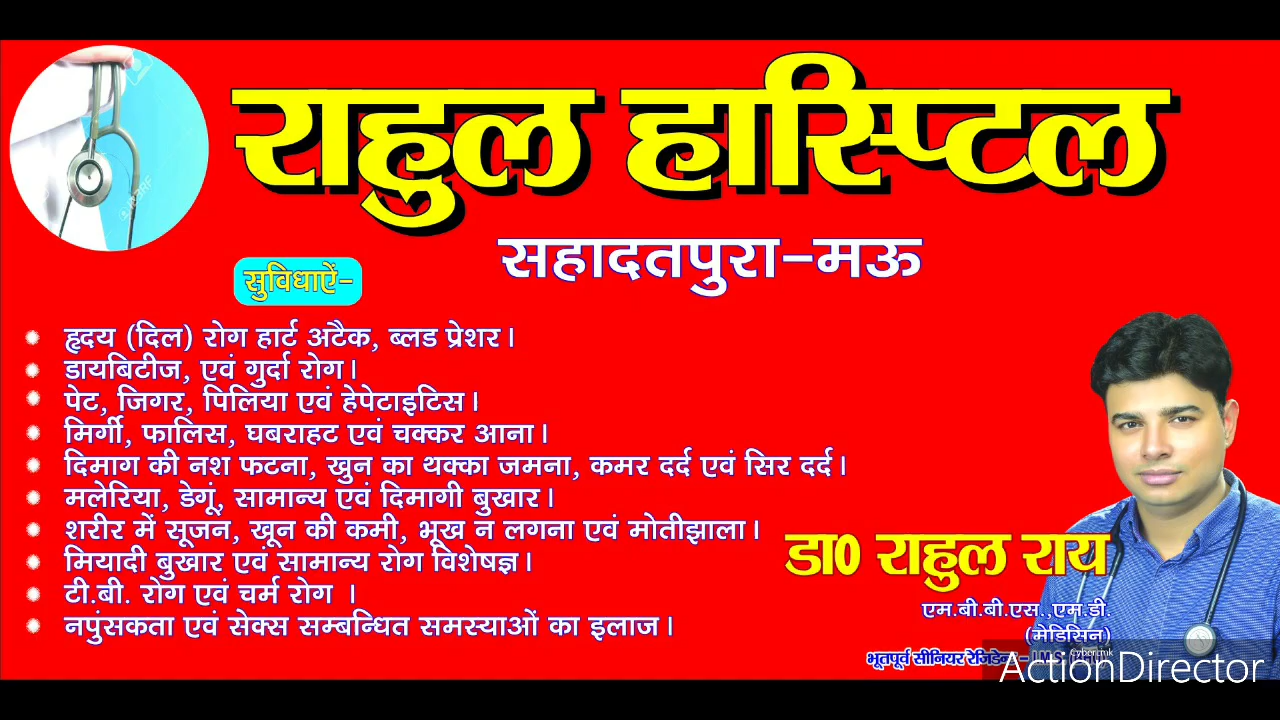 राहुल हास्पिटल
सहादतपुरा-मऊ
सुविधाऐं-
हृदय (दिल) रोग हार्ट अटैक, ब्लड प्रेशर।
डायबिटीज, एवं गुर्दा रोग।
पेट, जिगर, पिलिया एवं हेपेटाइटिस।
मिर्गी, फालिस, घबराहट एवं चक्कर आना।
दिमाग की नश फटना, खुन का थक्का जमना, कमर दर्द एवं सिर दर्द।
मलेरिया, डेगूं, सामान्य एवं दिमागी बुखार।
शरीर में सूजन, खून की कमी, भूख न लगना एवं मोतीझाला।
मियादी बुखार एवं सामान्य रोग विशेषज्ञ।
टी.बी. रोग एवं चर्म रोग ।
नपुंसकता एवं सेक्स सम्बन्धित समस्याओं का इलाज।
डा0 राहुल राय
एम.बी.बी.एस.,एम.डी.
(मेडिसिन)
भूतपूर्व सीनियर रेजिडेन्ट -
ActionDirector